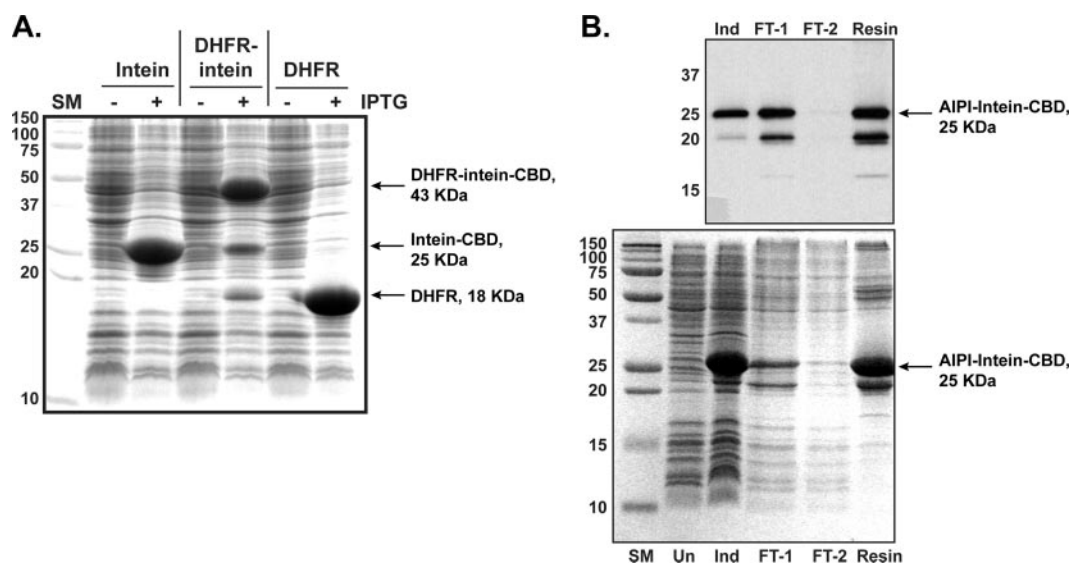 A.
Intein
DHFR-
intein
DHFR
SM - + - + - + IPTG
150
100
75
50
37
25
20
10
DHFR-intein-CBD,
43 KDa
Intein-CBD,
25 KDa
DHFR, 18 KDa
B.
Ind FT-1 FT-2 Resin
37
25
20
15
AIPI-Intein-CBD,
25 KDa
150
100
75
50
37
25
20
15
10
AIPI-Intein-CBD,
25 KDa
SM Un Ind FT-1 FT-2 Resin